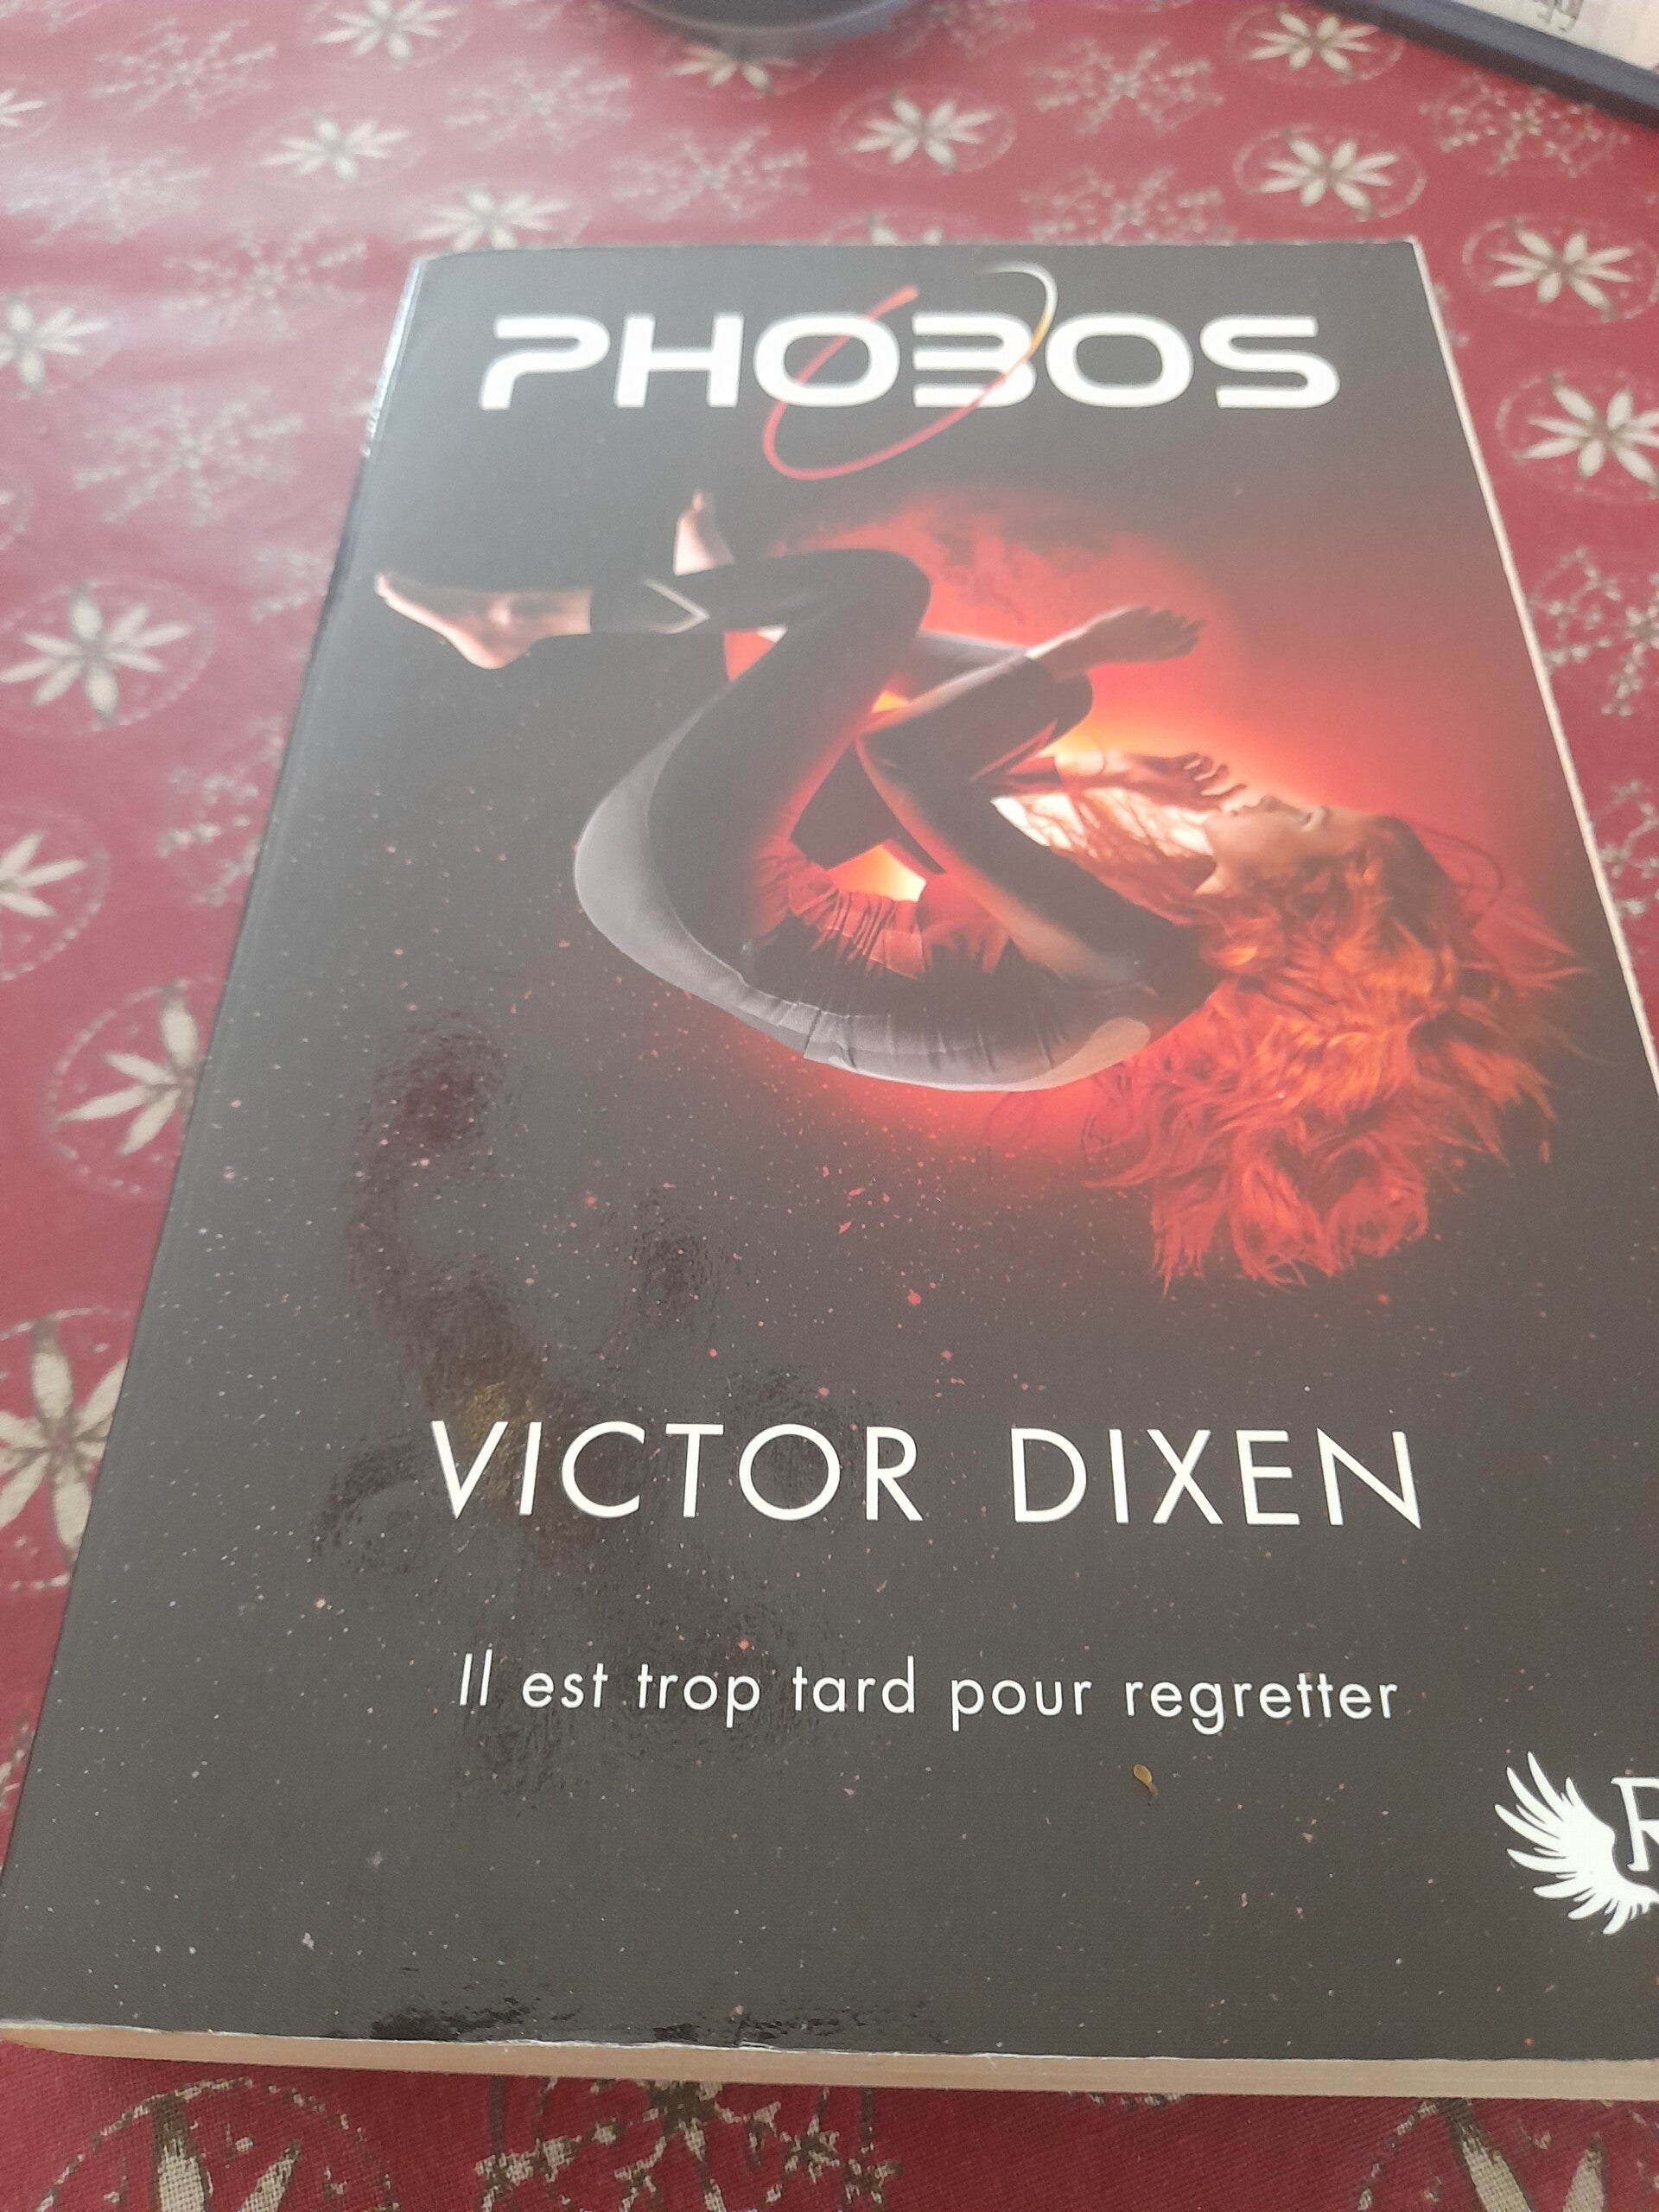 PHOBOS
VICTOR DIXEN
Il est trop tard pour regretter
R